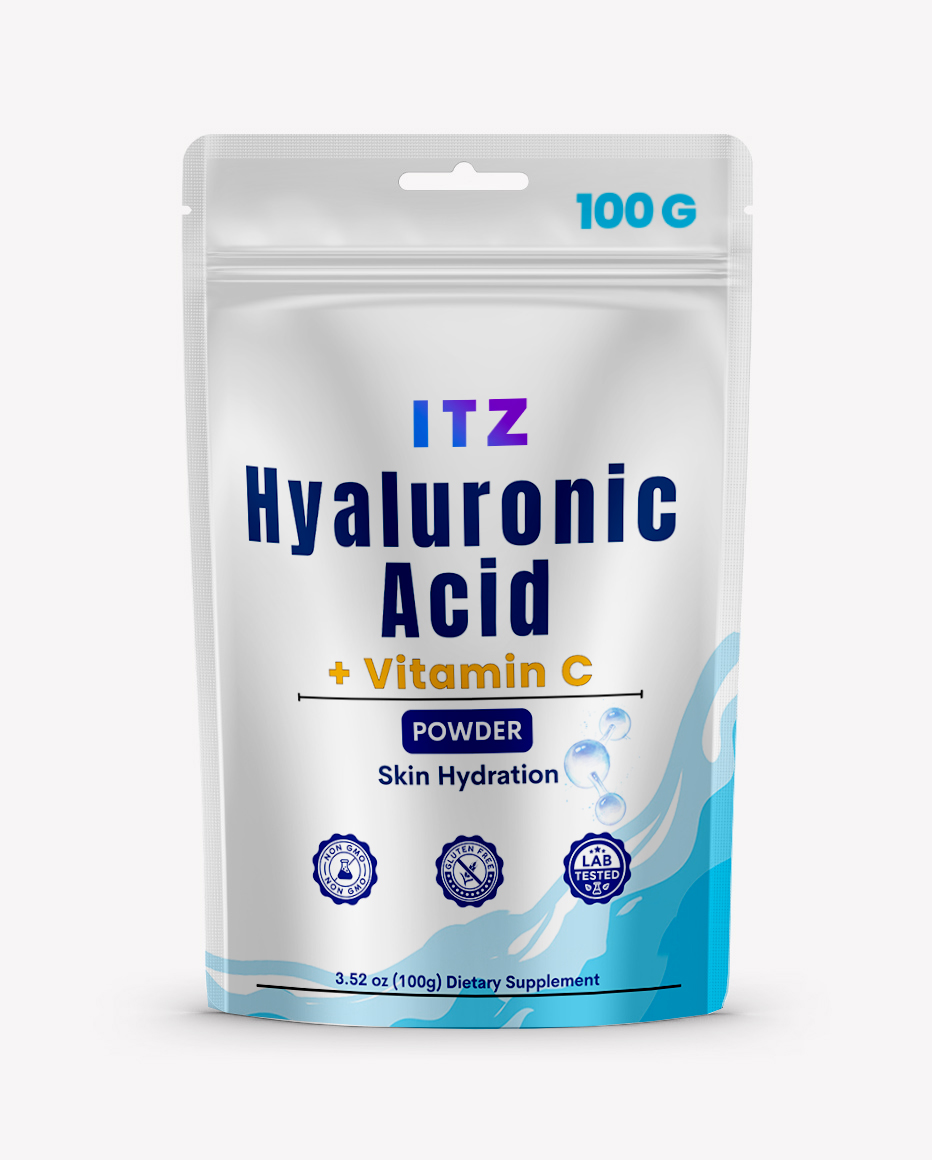 100 G
ITZ
Hyaluronic
Acid
+ Vitamin C
POWDER
Skin Hydration
NON GMO
NON GMO
GLUTEN FREE
LAB
TESTED
3.52 oz (100g) Dietary Supplement